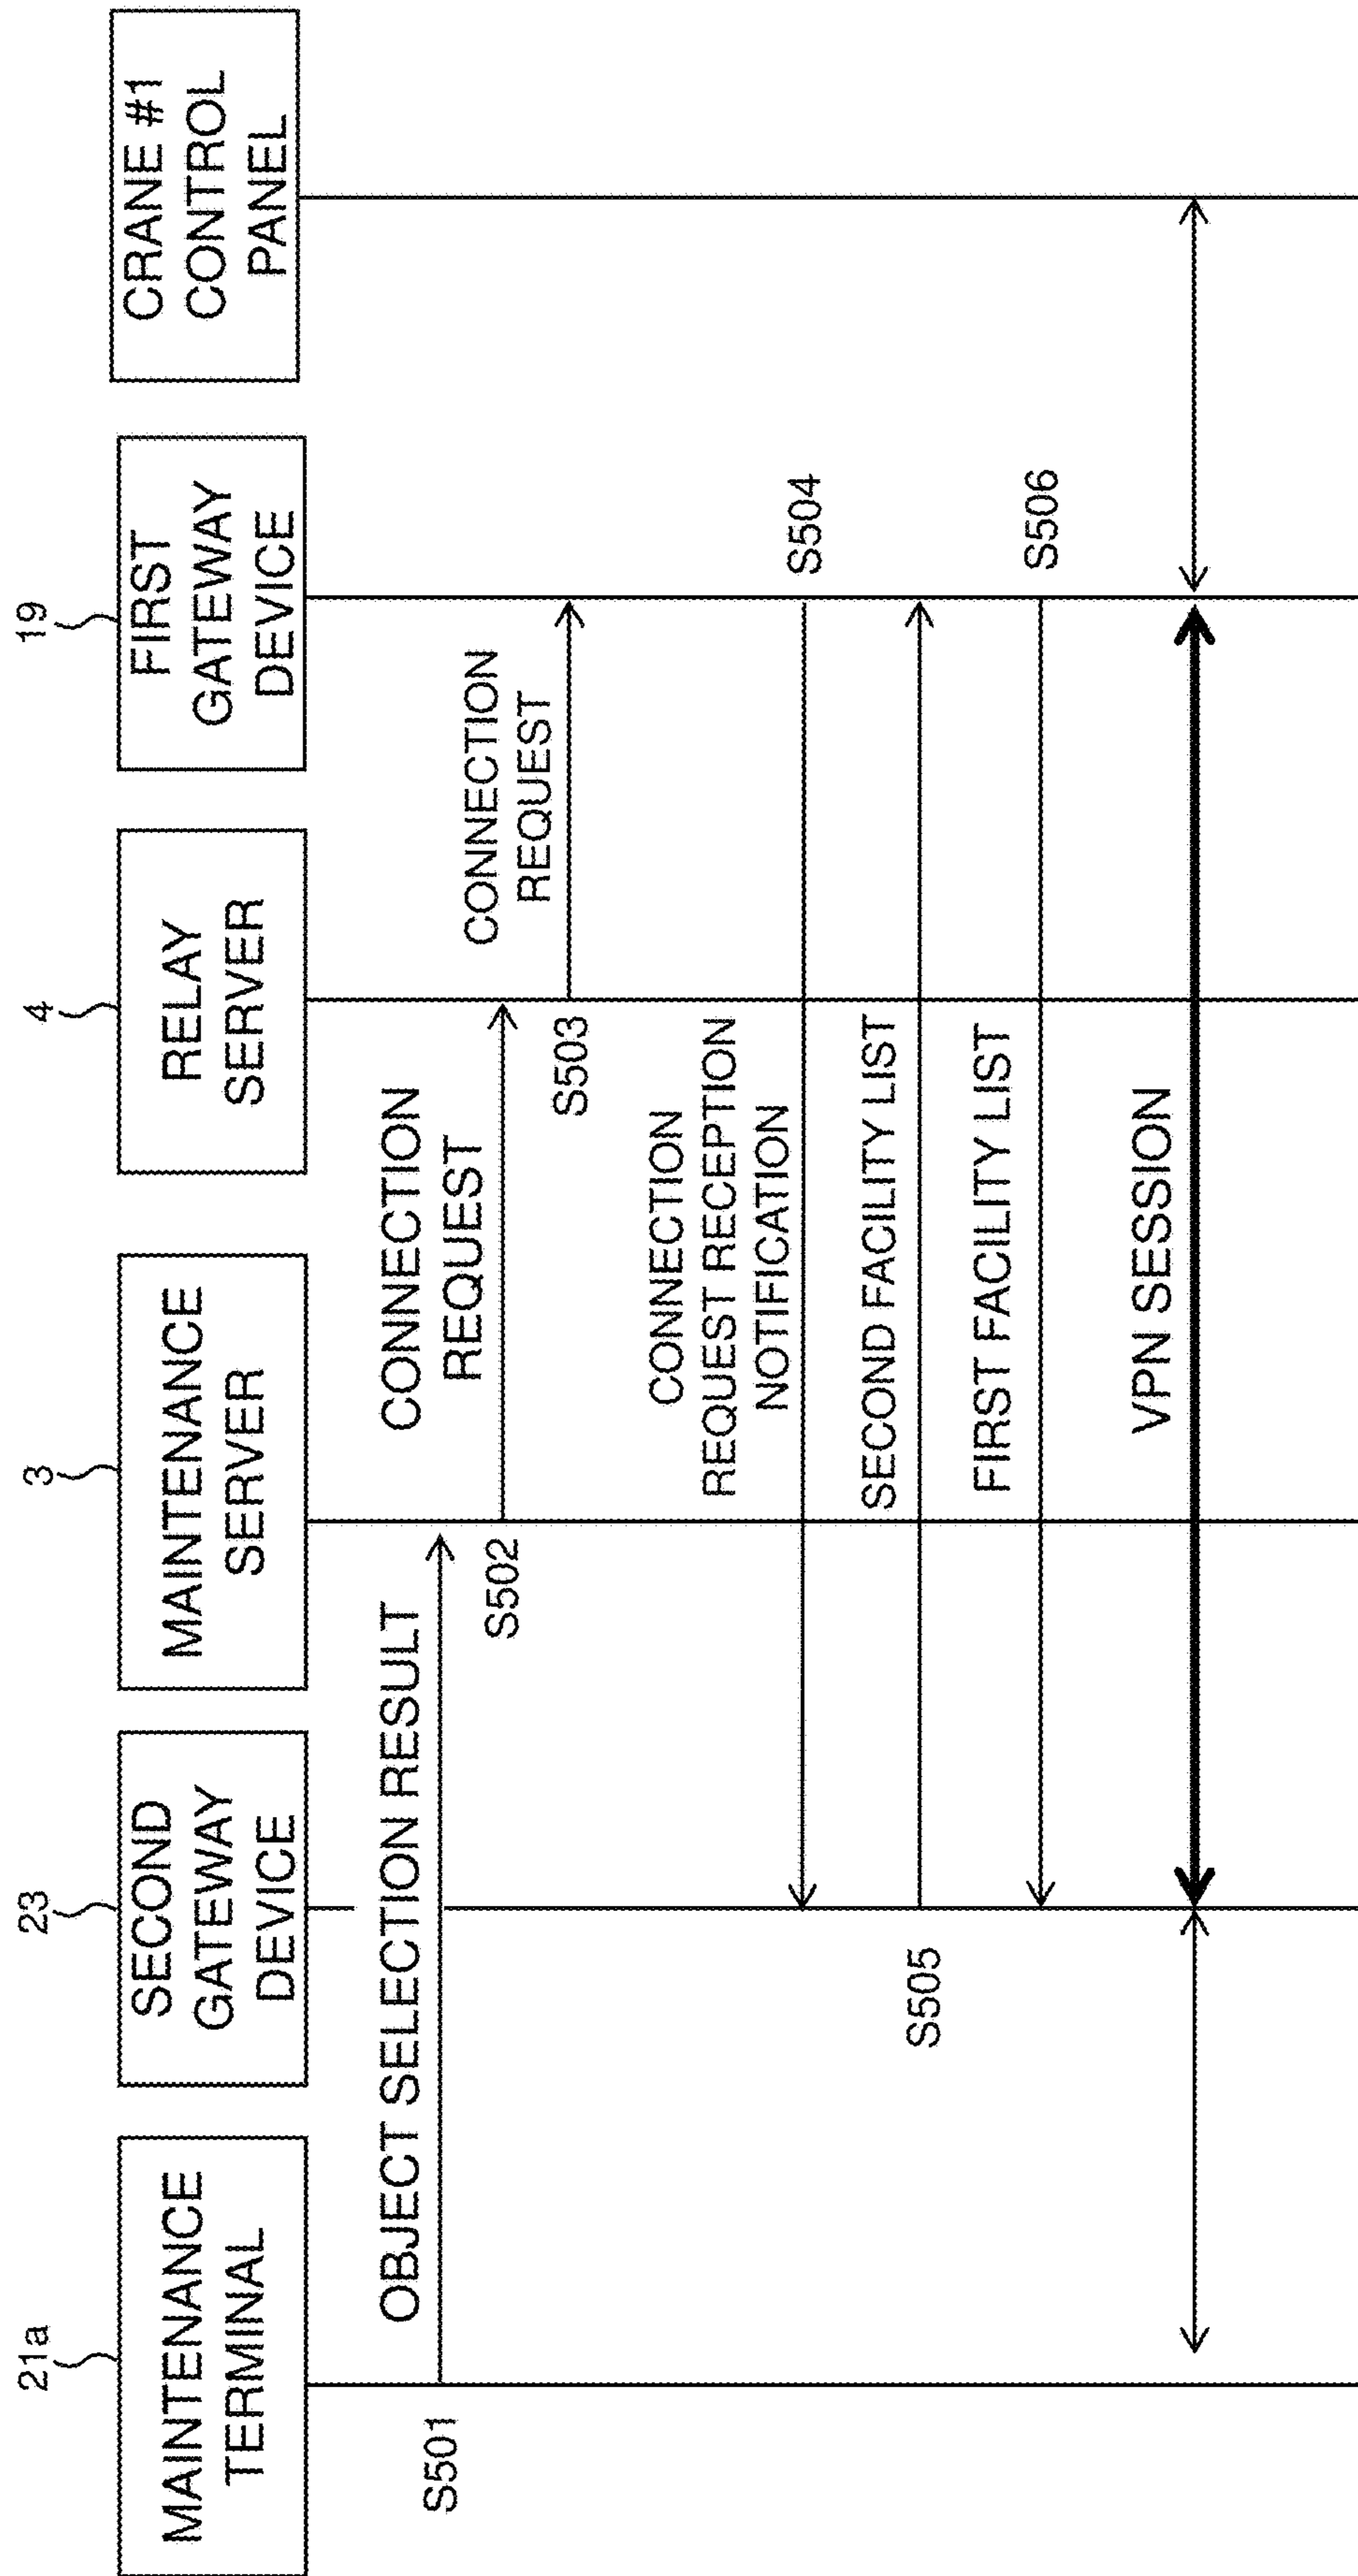 21a
MAINTENANCE
TERMINAL
23
SECOND
GATEWAY
DEVICE
3
MAINTENANCE
SERVER
4
RELAY
SERVER
19
FIRST
GATEWAY
DEVICE
CRANE #1
CONTROL
PANEL
S501
OBJECT SELECTION RESULT
S502
CONNECTION
REQUEST
S503
CONNECTION
REQUEST
CONNECTION
REQUEST RECEPTION
NOTIFICATION
S504
S505
SECOND FACILITY LIST
FIRST FACILITY LIST
S506
VPN SESSION